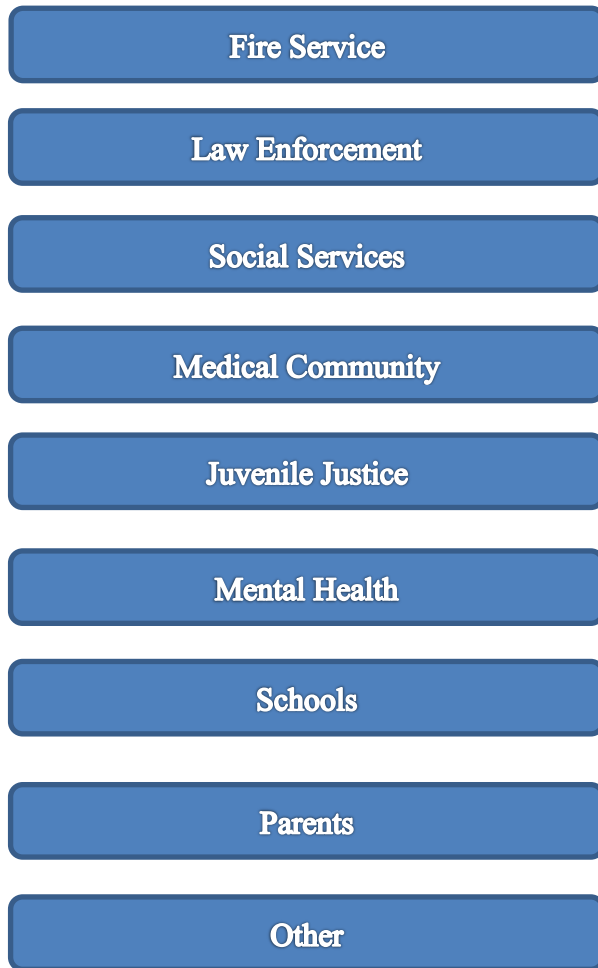 Fire Service
Law Enforcement
Social Services
Medical Community
Juvenile Justice
Mental Health
Schools
Parents
Other